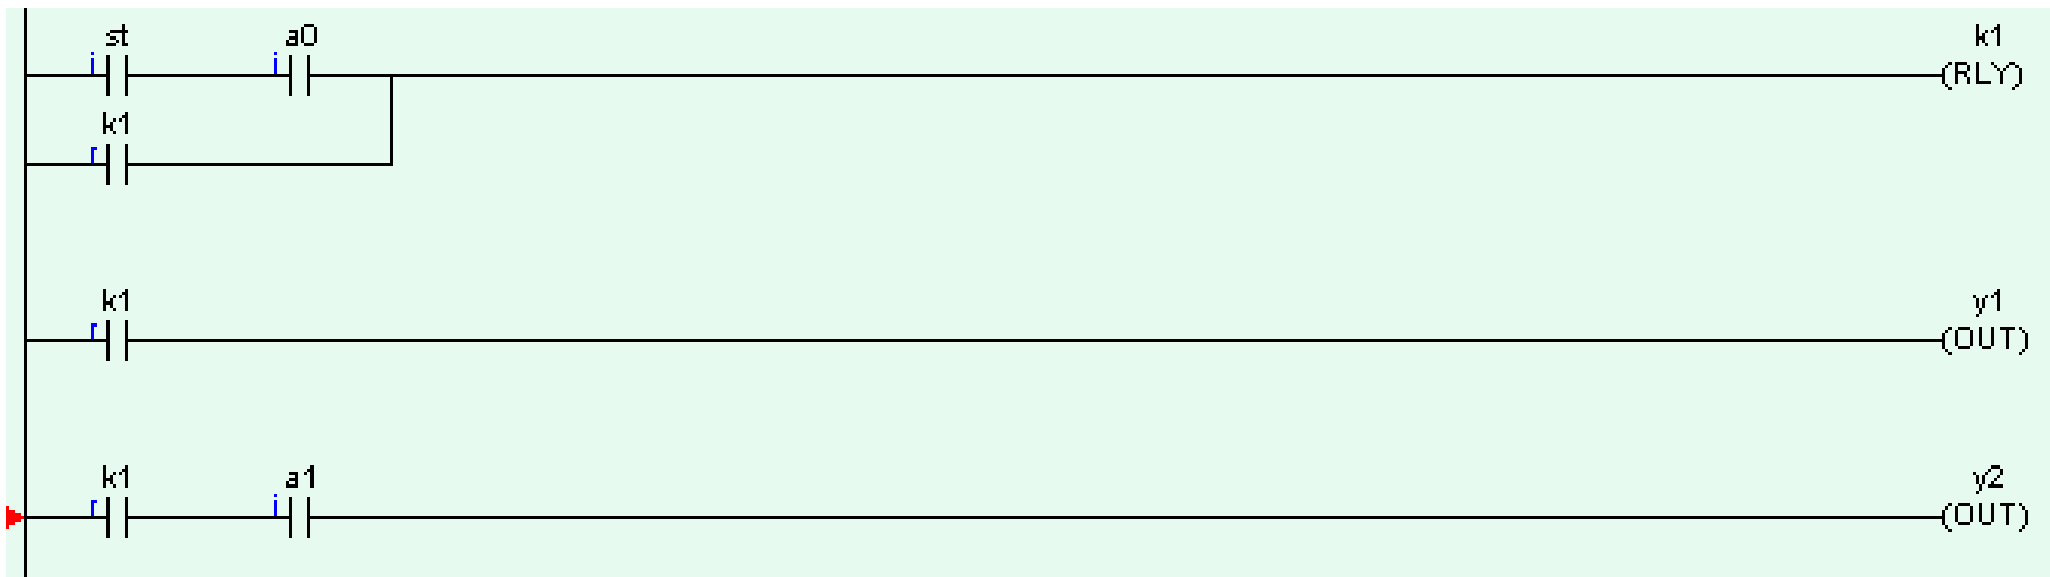 st a0 k1
i i (RLY)
k1
r
k1 y1
r (OUT)
k1 a1 y2
r i (OUT)